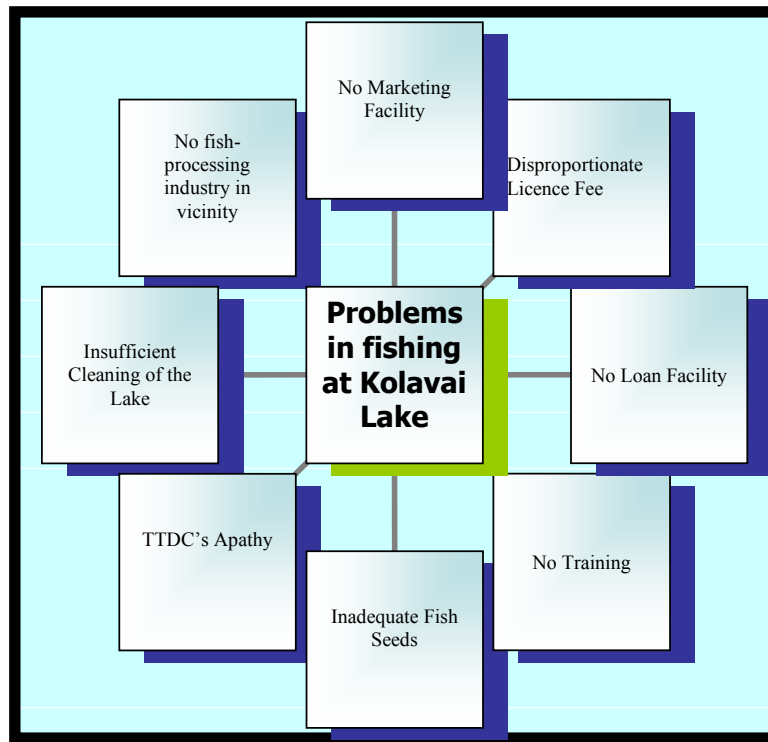 No Marketing
Facility
No fish-
processing
industry in
vicinity
Disproportionate
Licence Fee
Insufficient
Cleaning of the
Lake
Problems
in fishing
at Kolavai
Lake
No Loan Facility
TTDC’s Apathy
No Training
Inadequate Fish
Seeds